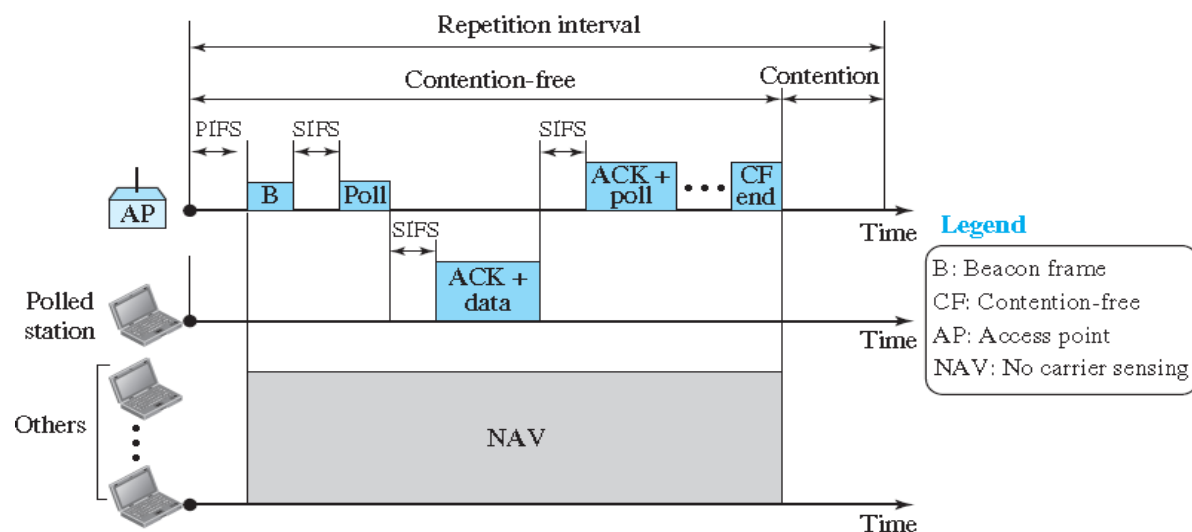 Repetition interval
Contention-free
Contention
PIFS
SIFS
SIFS
B
Poll
ACK +
poll
CF
end
AP
Time
SIFS
ACK +
data
Polled
station
Time
Others
NAV
Time
Legend
B: Beacon frame
CF: Contention-free
AP: Access point
NAV: No carrier sensing